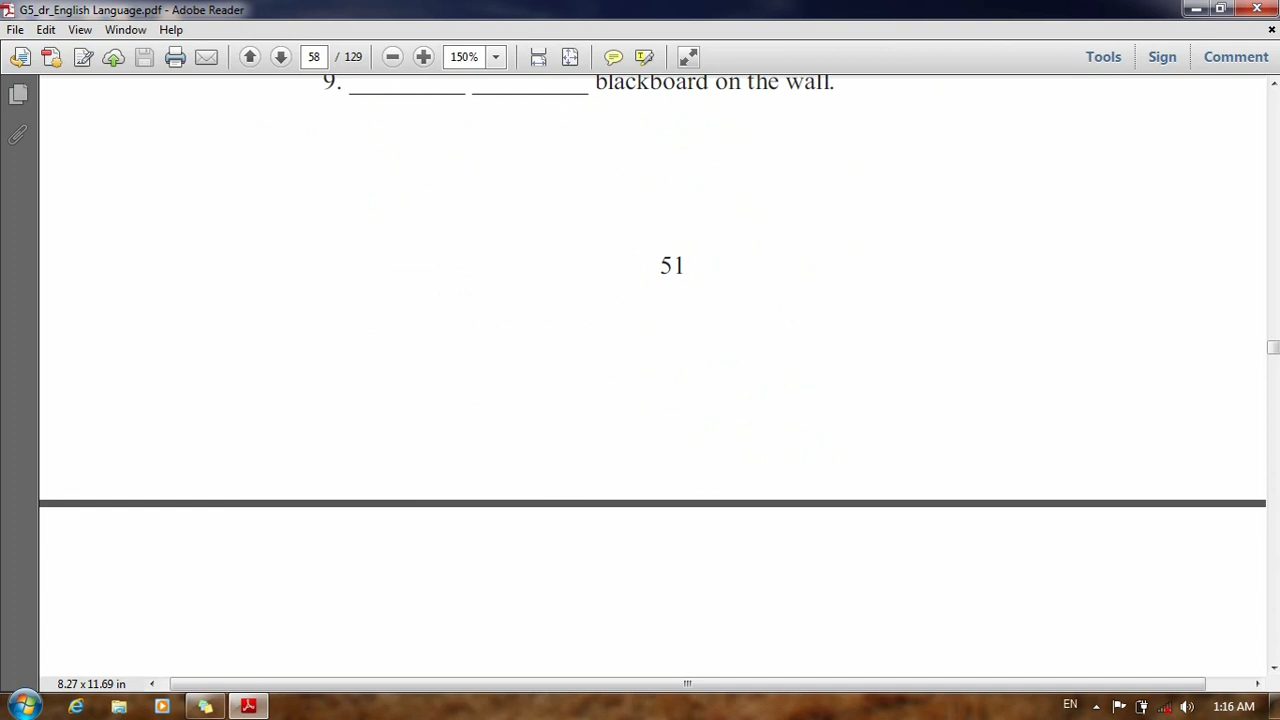 G5_dr_English Language.pdf - Adobe Reader
File Edit View Window Help
58 / 129 150% Tools Sign Comment
9. __________ __________ blackboard on the wall.
51
8.27 x 11.69 in
EN 1:16 AM